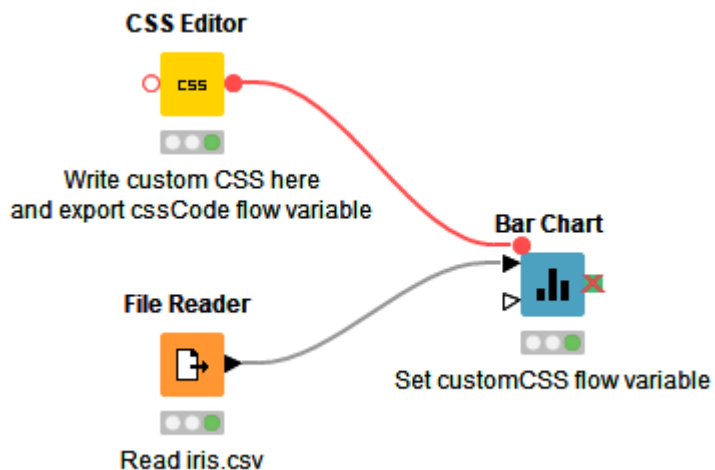 CSS Editor
css
Write custom CSS here
and export cssCode flow variable
Bar Chart
File Reader
Set customCSS flow variable
Read iris.csv